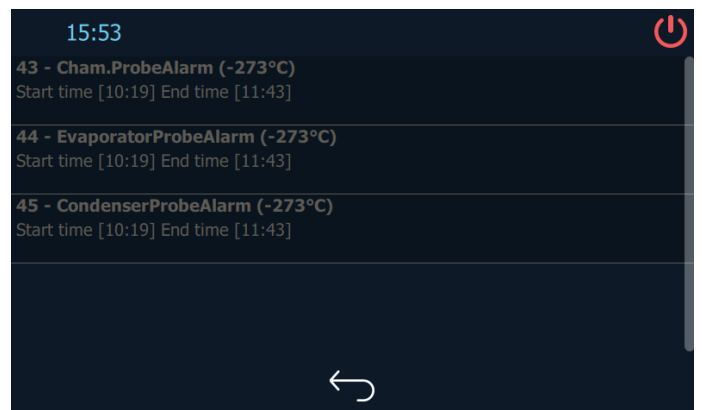 15:53
43 - Cham.ProbeAlarm (-273°C)
Start time [10:19] End time [11:43]
44 - EvaporatorProbeAlarm (-273°C)
Start time [10:19] End time [11:43]
45 - CondenserProbeAlarm (-273°C)
Start time [10:19] End time [11:43]